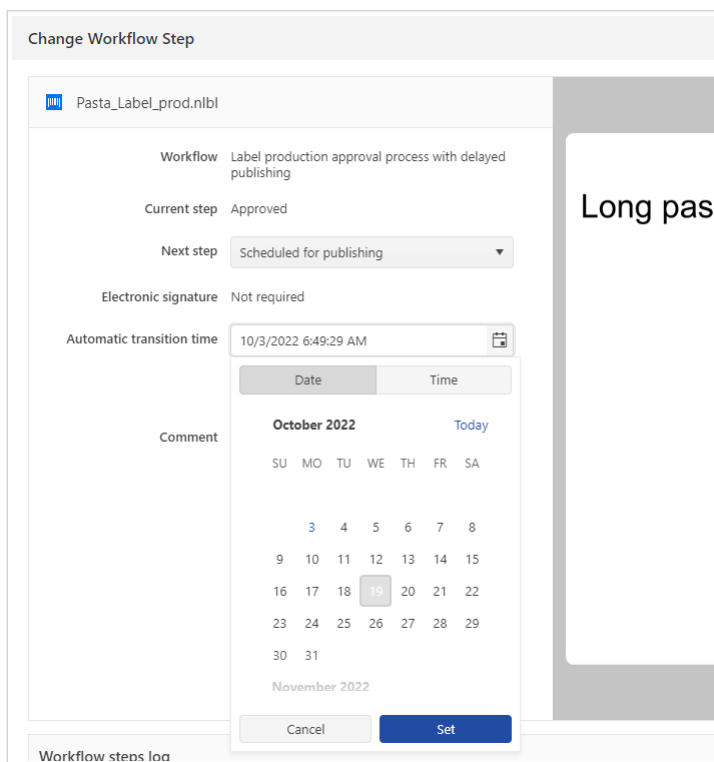 Change Workflow Step
Pasta_Label_prod.nlbl
Workflow Label production approval process with delayed
publishing
Current step Approved
Next step Scheduled for publishing
Electronic signature Not required
Automatic transition time 10/3/2022 6:49:29 AM
Date Time
October 2022 Today
SU MO TU WE TH FR SA
3 4 5 6 7 8
9 10 11 12 13 14 15
16 17 18 19 20 21 22
23 24 25 26 27 28 29
30 31
November 2022
Cancel Set
Comment
Long pas
Workflow steps log